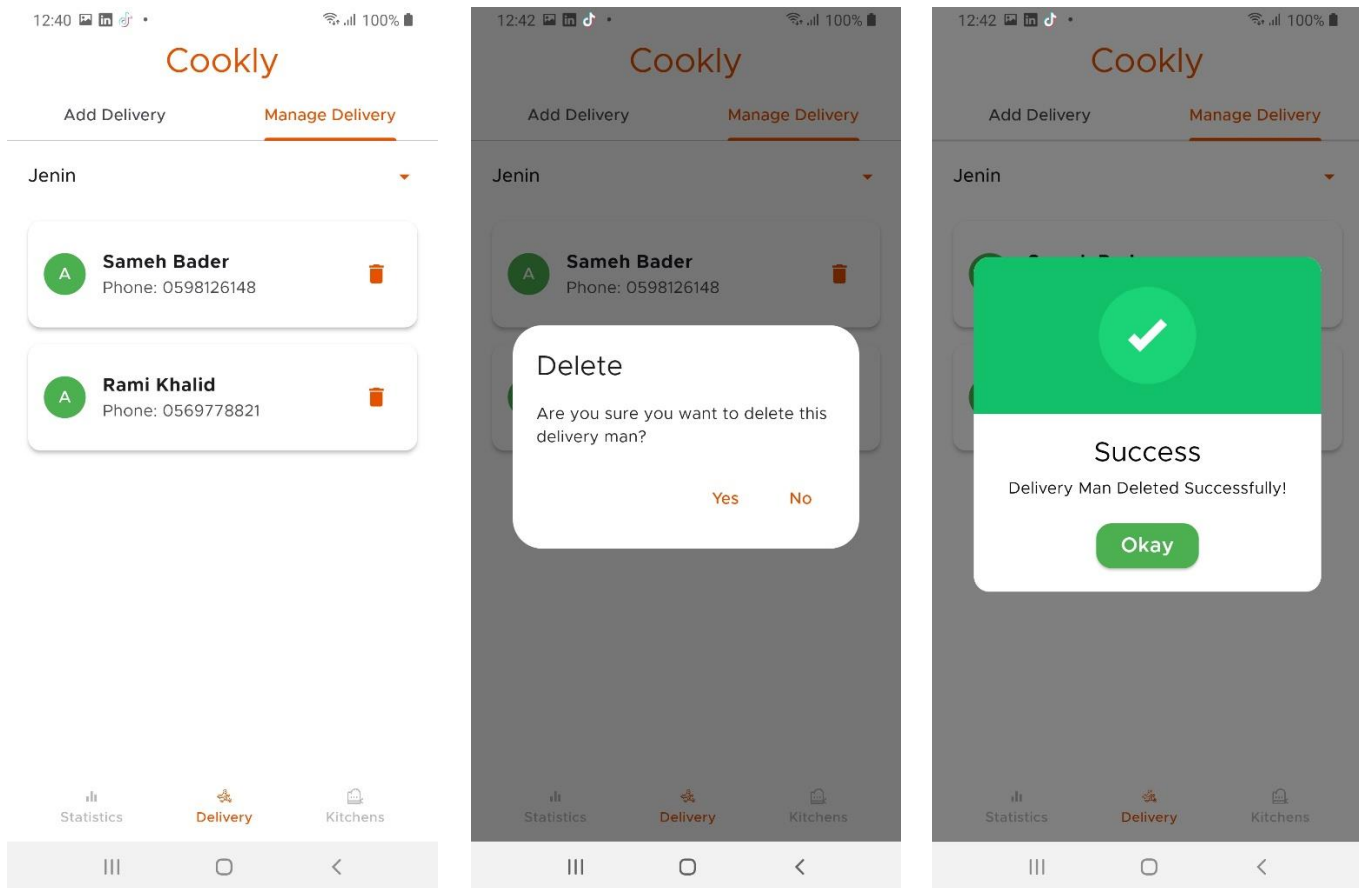 12:40 100%
Cookly
Add Delivery Manage Delivery
Jenin
A
Sameh Bader
Phone: 0598126148
A
Rami Khalid
Phone: 0569778821
Statistics Delivery Kitchens
12:42 100%
Cookly
Add Delivery Manage Delivery
Jenin
A
Sameh Bader
Phone: 0598126148
Delete
Are you sure you want to delete this
delivery man?
Yes No
Statistics Delivery Kitchens
12:42 100%
Cookly
Add Delivery Manage Delivery
Jenin
Success
Delivery Man Deleted Successfully!
Okay
Statistics Delivery Kitchens